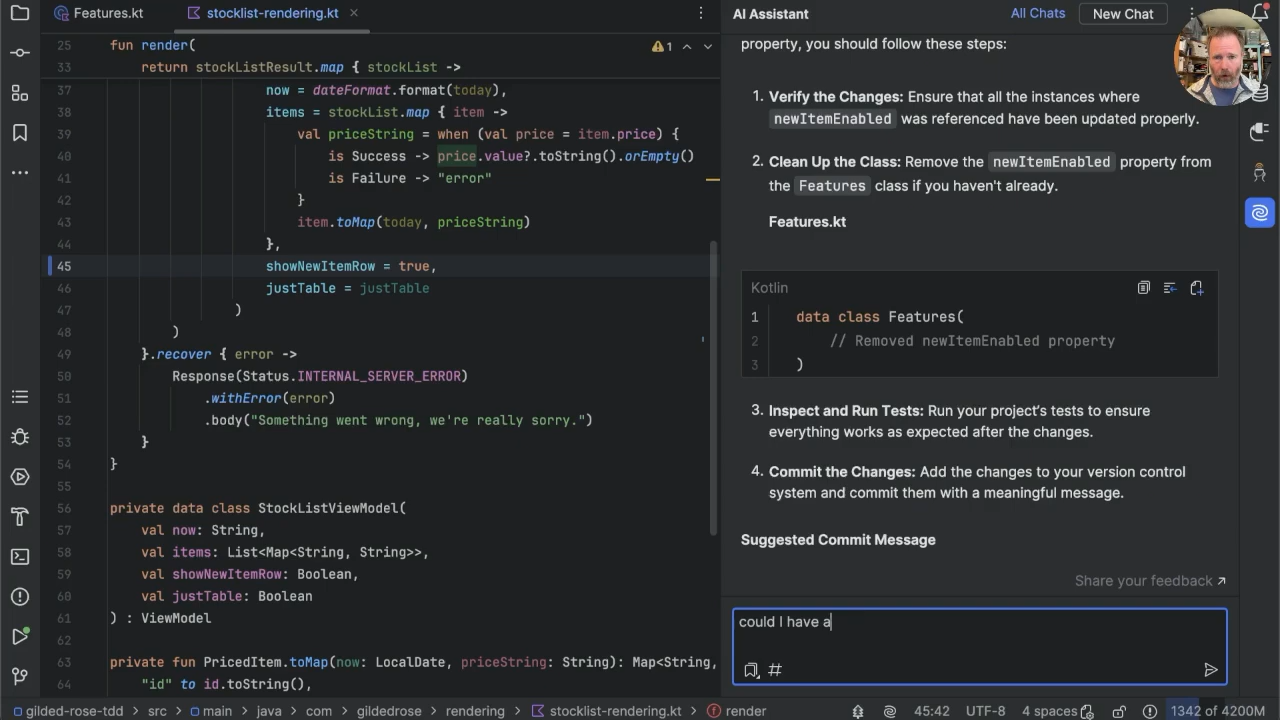 Features.kt
stocklist-rendering.kt
AI Assistant
All Chats
New Chat
25 fun render(
1
33 return stockListResult.map { stockList ->
37 now = dateFormat.format(today),
38 items = stockList.map { item ->
39 val priceString = when (val price = item.price) {
40 is Success -> price.value?.toString().orEmpty()
41 is Failure -> "error"
42 }
43 item.toMap(today, priceString)
44 },
45 showNewItemRow = true,
46 justTable = justTable
47 )
48 )
49 }.recover { error ->
50 Response(Status.INTERNAL_SERVER_ERROR)
51 .withError(error)
52 .body("Something went wrong, we're really sorry.")
53 }
54 }
55
56 private data class StockListViewModel(
57 val now: String,
58 val items: List<Map<String, String>>,
59 val showNewItemRow: Boolean,
60 val justTable: Boolean
61 ) : ViewModel
62
63 private fun PricedItem.toMap(now: LocalDate, priceString: String): Map<String,
64 "id" to id.toString(),
property, you should follow these steps:
1. Verify the Changes: Ensure that all the instances where
newItemEnabled was referenced have been updated properly.
2. Clean Up the Class: Remove the newItemEnabled property from
the Features class if you haven't already.
Features.kt
Kotlin
1 data class Features(
2 // Removed newItemEnabled property
3 )
3. Inspect and Run Tests: Run your project's tests to ensure
everything works as expected after the changes.
4. Commit the Changes: Add the changes to your version control
system and commit them with a meaningful message.
Suggested Commit Message
Share your feedback ↗
could I have a
#
gilded-rose-tdd > src > main > java > com > gildedrose > rendering > stocklist-rendering.kt > render
45:42 UTF-8 4 spaces 1342 of 4200M